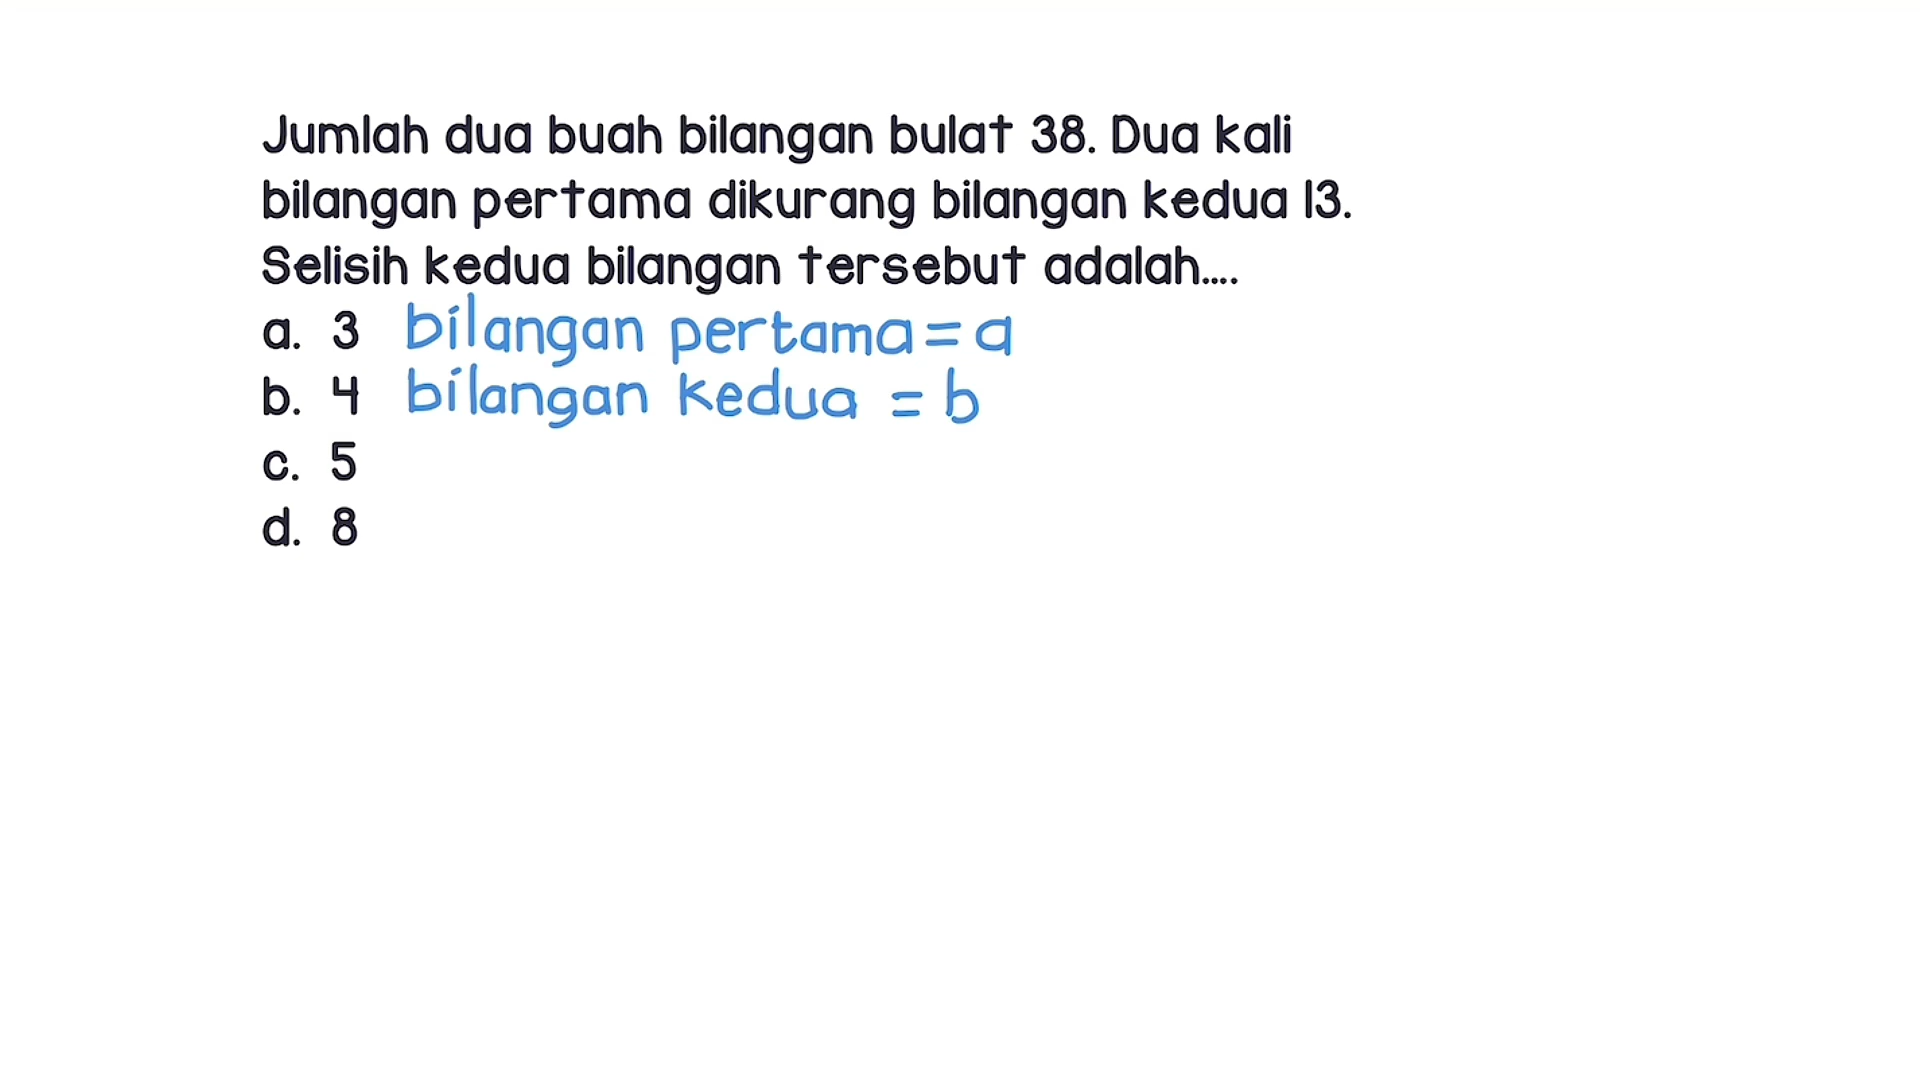 Jumlah dua buah bilangan bulat 38. Dua kali
bilangan pertama dikurang bilangan kedua 13.
Selisih kedua bilangan tersebut adalah....
a. 3 bilangan pertama = a
b. 4 bilangan kedua = b
c. 5
d. 8